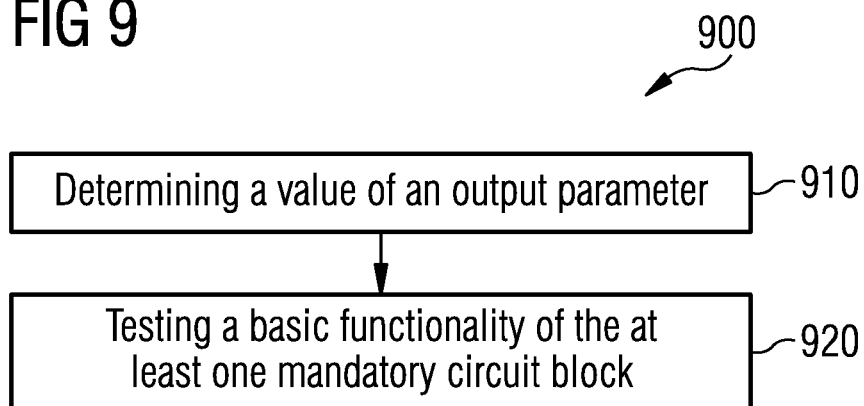 FIG 9
900
Determining a value of an output parameter
910
Testing a basic functionality of the at
least one mandatory circuit block
920